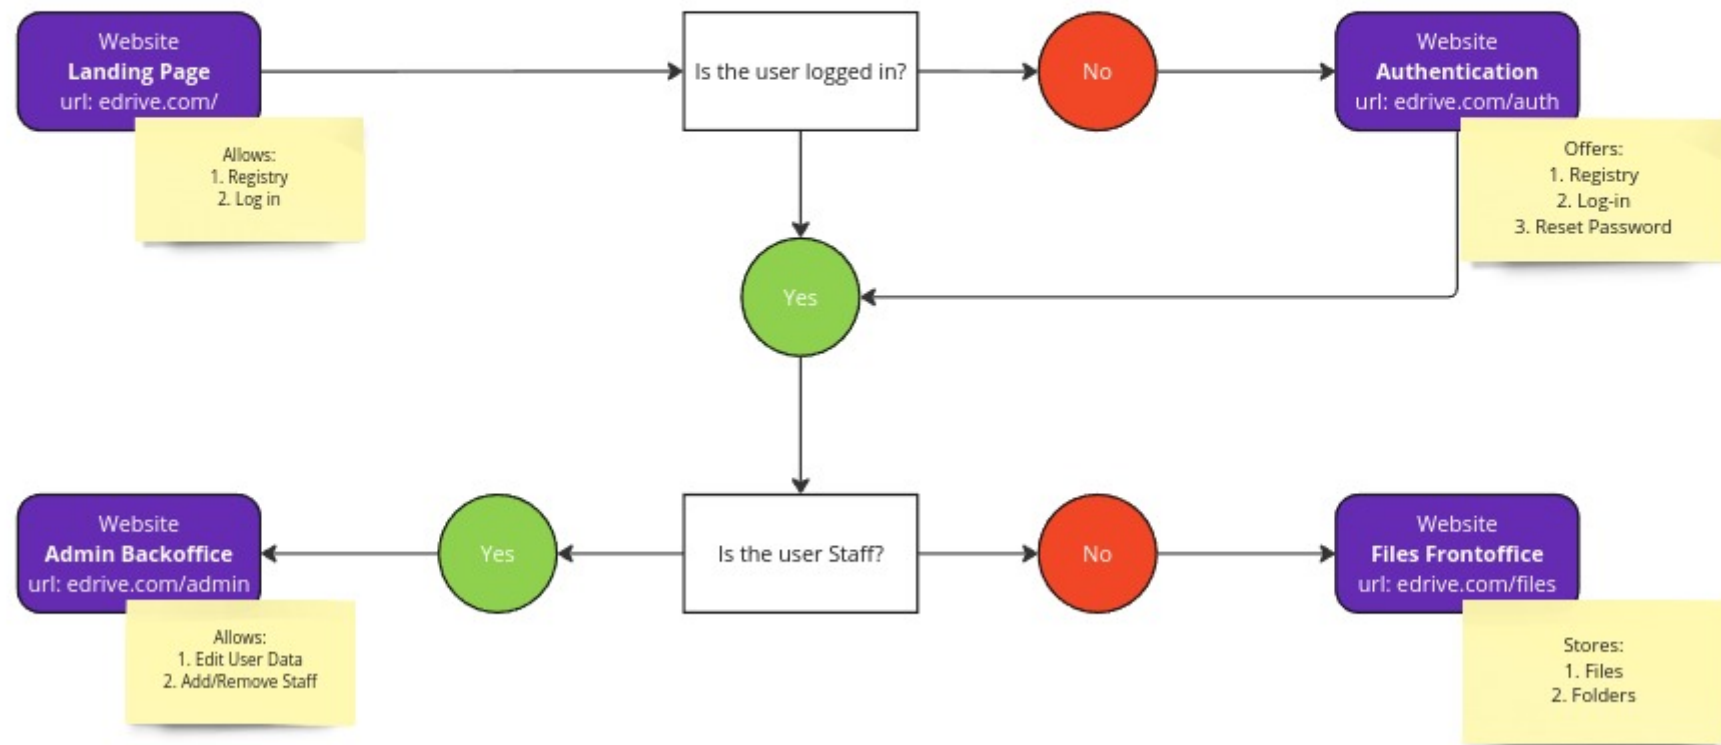 Website
Landing Page
url: edrive.com/
Allows:
1. Registry
2. Log in
Is the user logged in?
No
Website
Authentication
url: edrive.com/auth
Offers:
1. Registry
2. Log-in
3. Reset Password
Yes
Website
Admin Backoffice
url: edrive.com/admin
Allows:
1. Edit User Data
2. Add/Remove Staff
Yes
Is the user Staff?
No
Website
Files Frontoffice
url: edrive.com/files
Stores:
1. Files
2. Folders